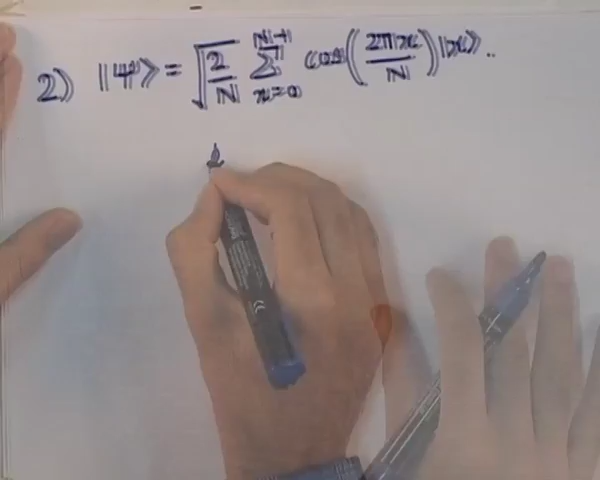 2) |Ψ⟩ = √(2/N) Σ_{x=0}^{N-1} cos(2πx/N)|x⟩..